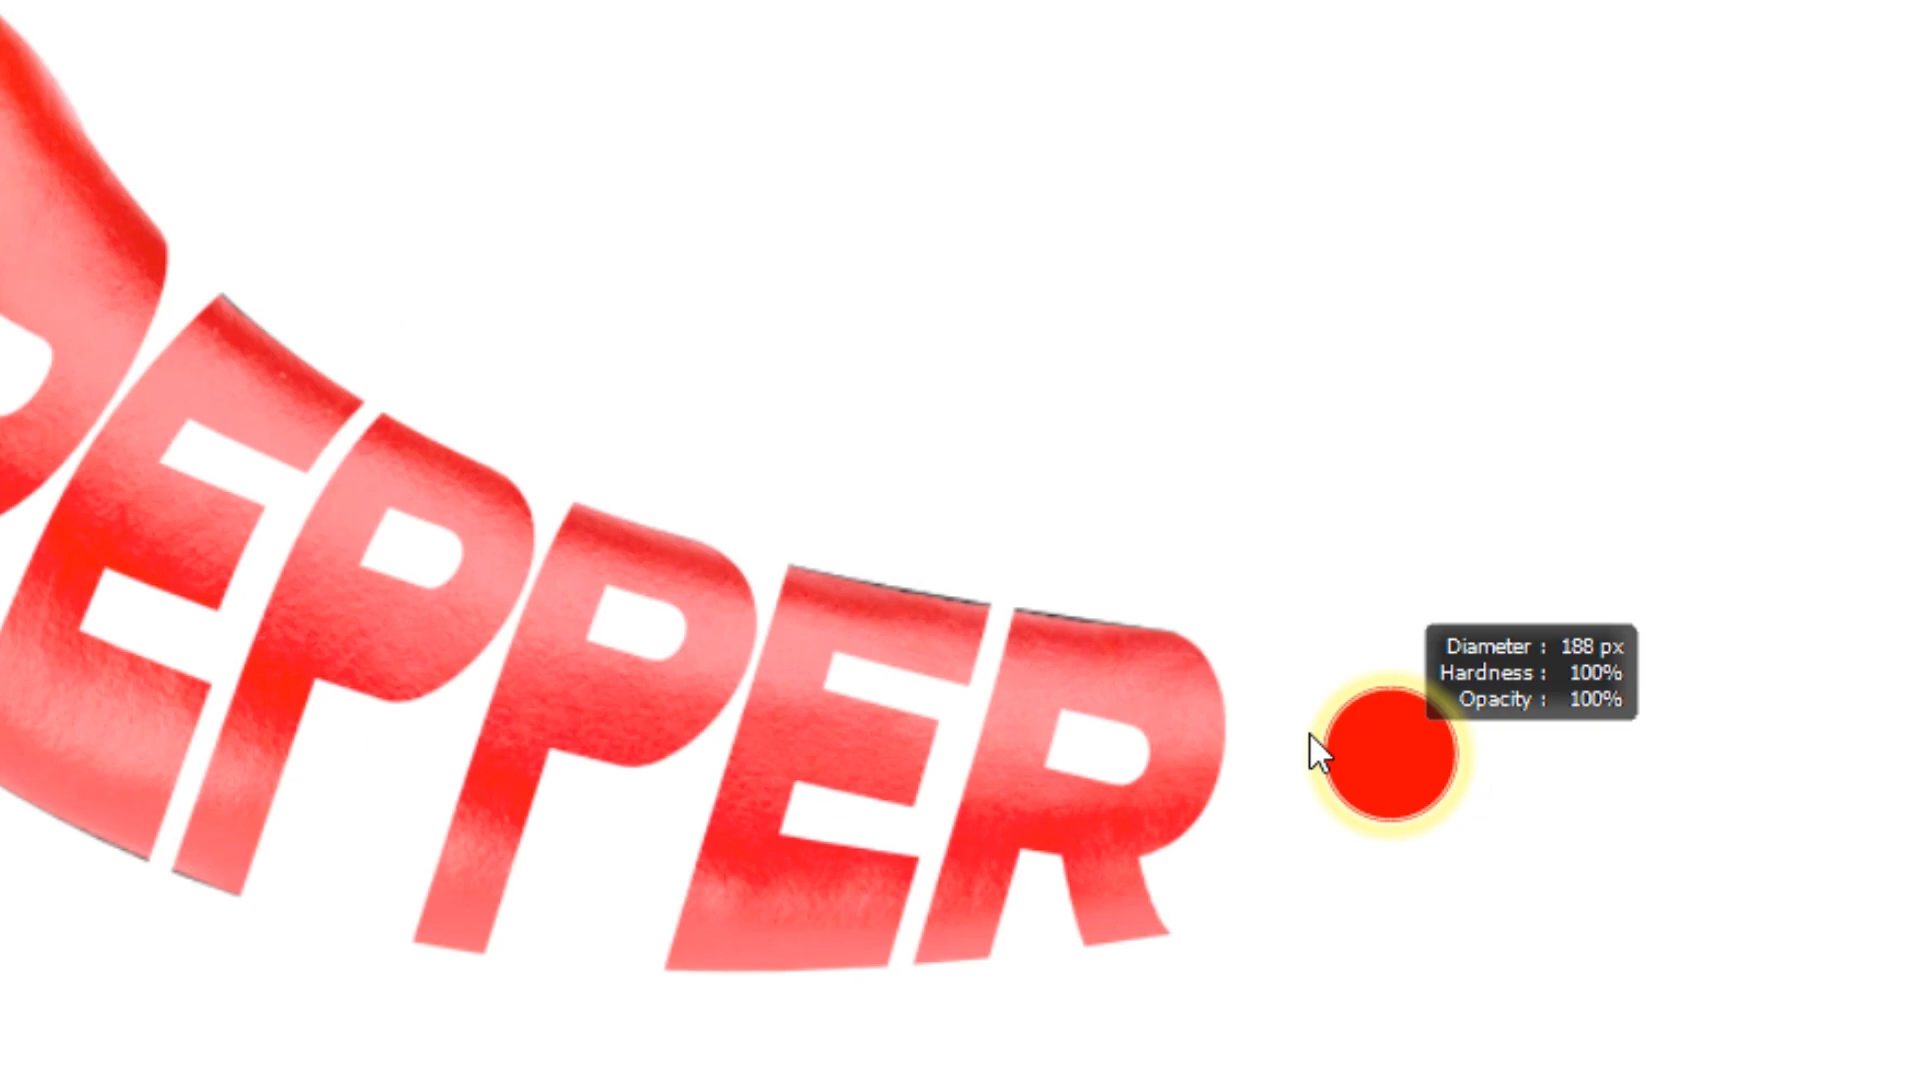 PEPPER
Diameter : 188 px
Hardness : 100%
Opacity : 100%